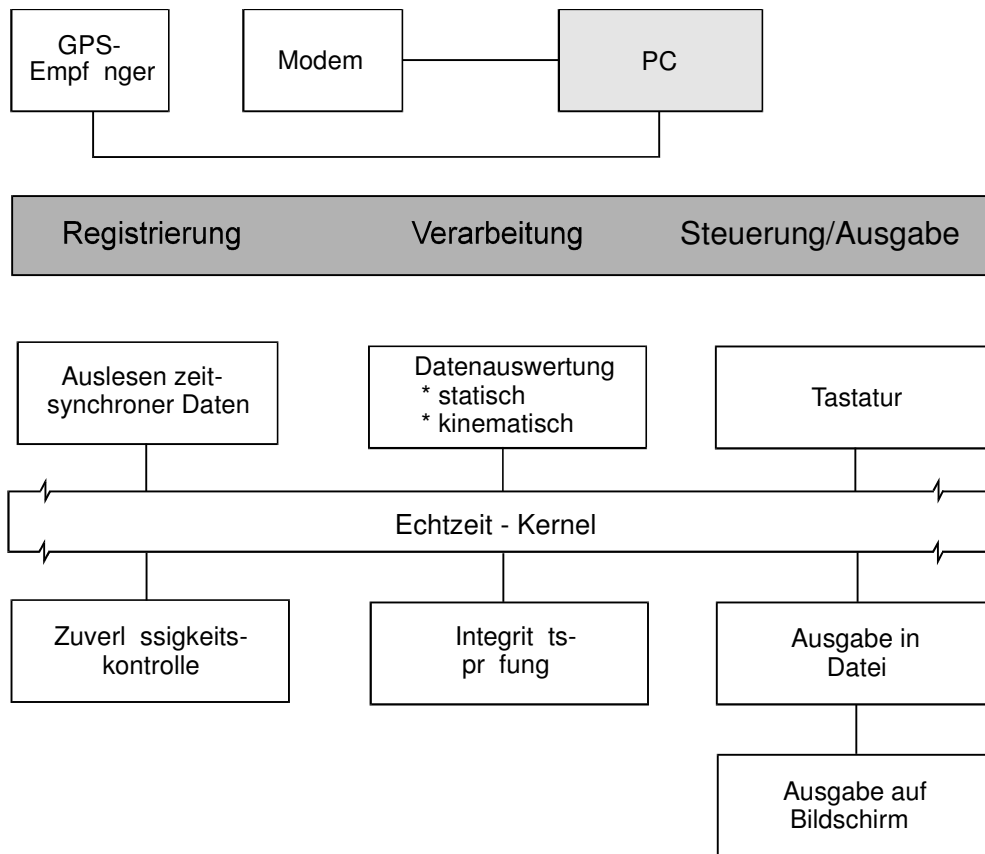 GPS-
Empf nger
Modem
PC
Registrierung
Verarbeitung
Steuerung/Ausgabe
Auslesen zeit-
synchroner Daten
Datenauswertung
* statisch
* kinematisch
Tastatur
Echtzeit - Kernel
Zuverl ssigkeits-
kontrolle
Integrit ts-
pr fung
Ausgabe in
Datei
Ausgabe auf
Bildschirm